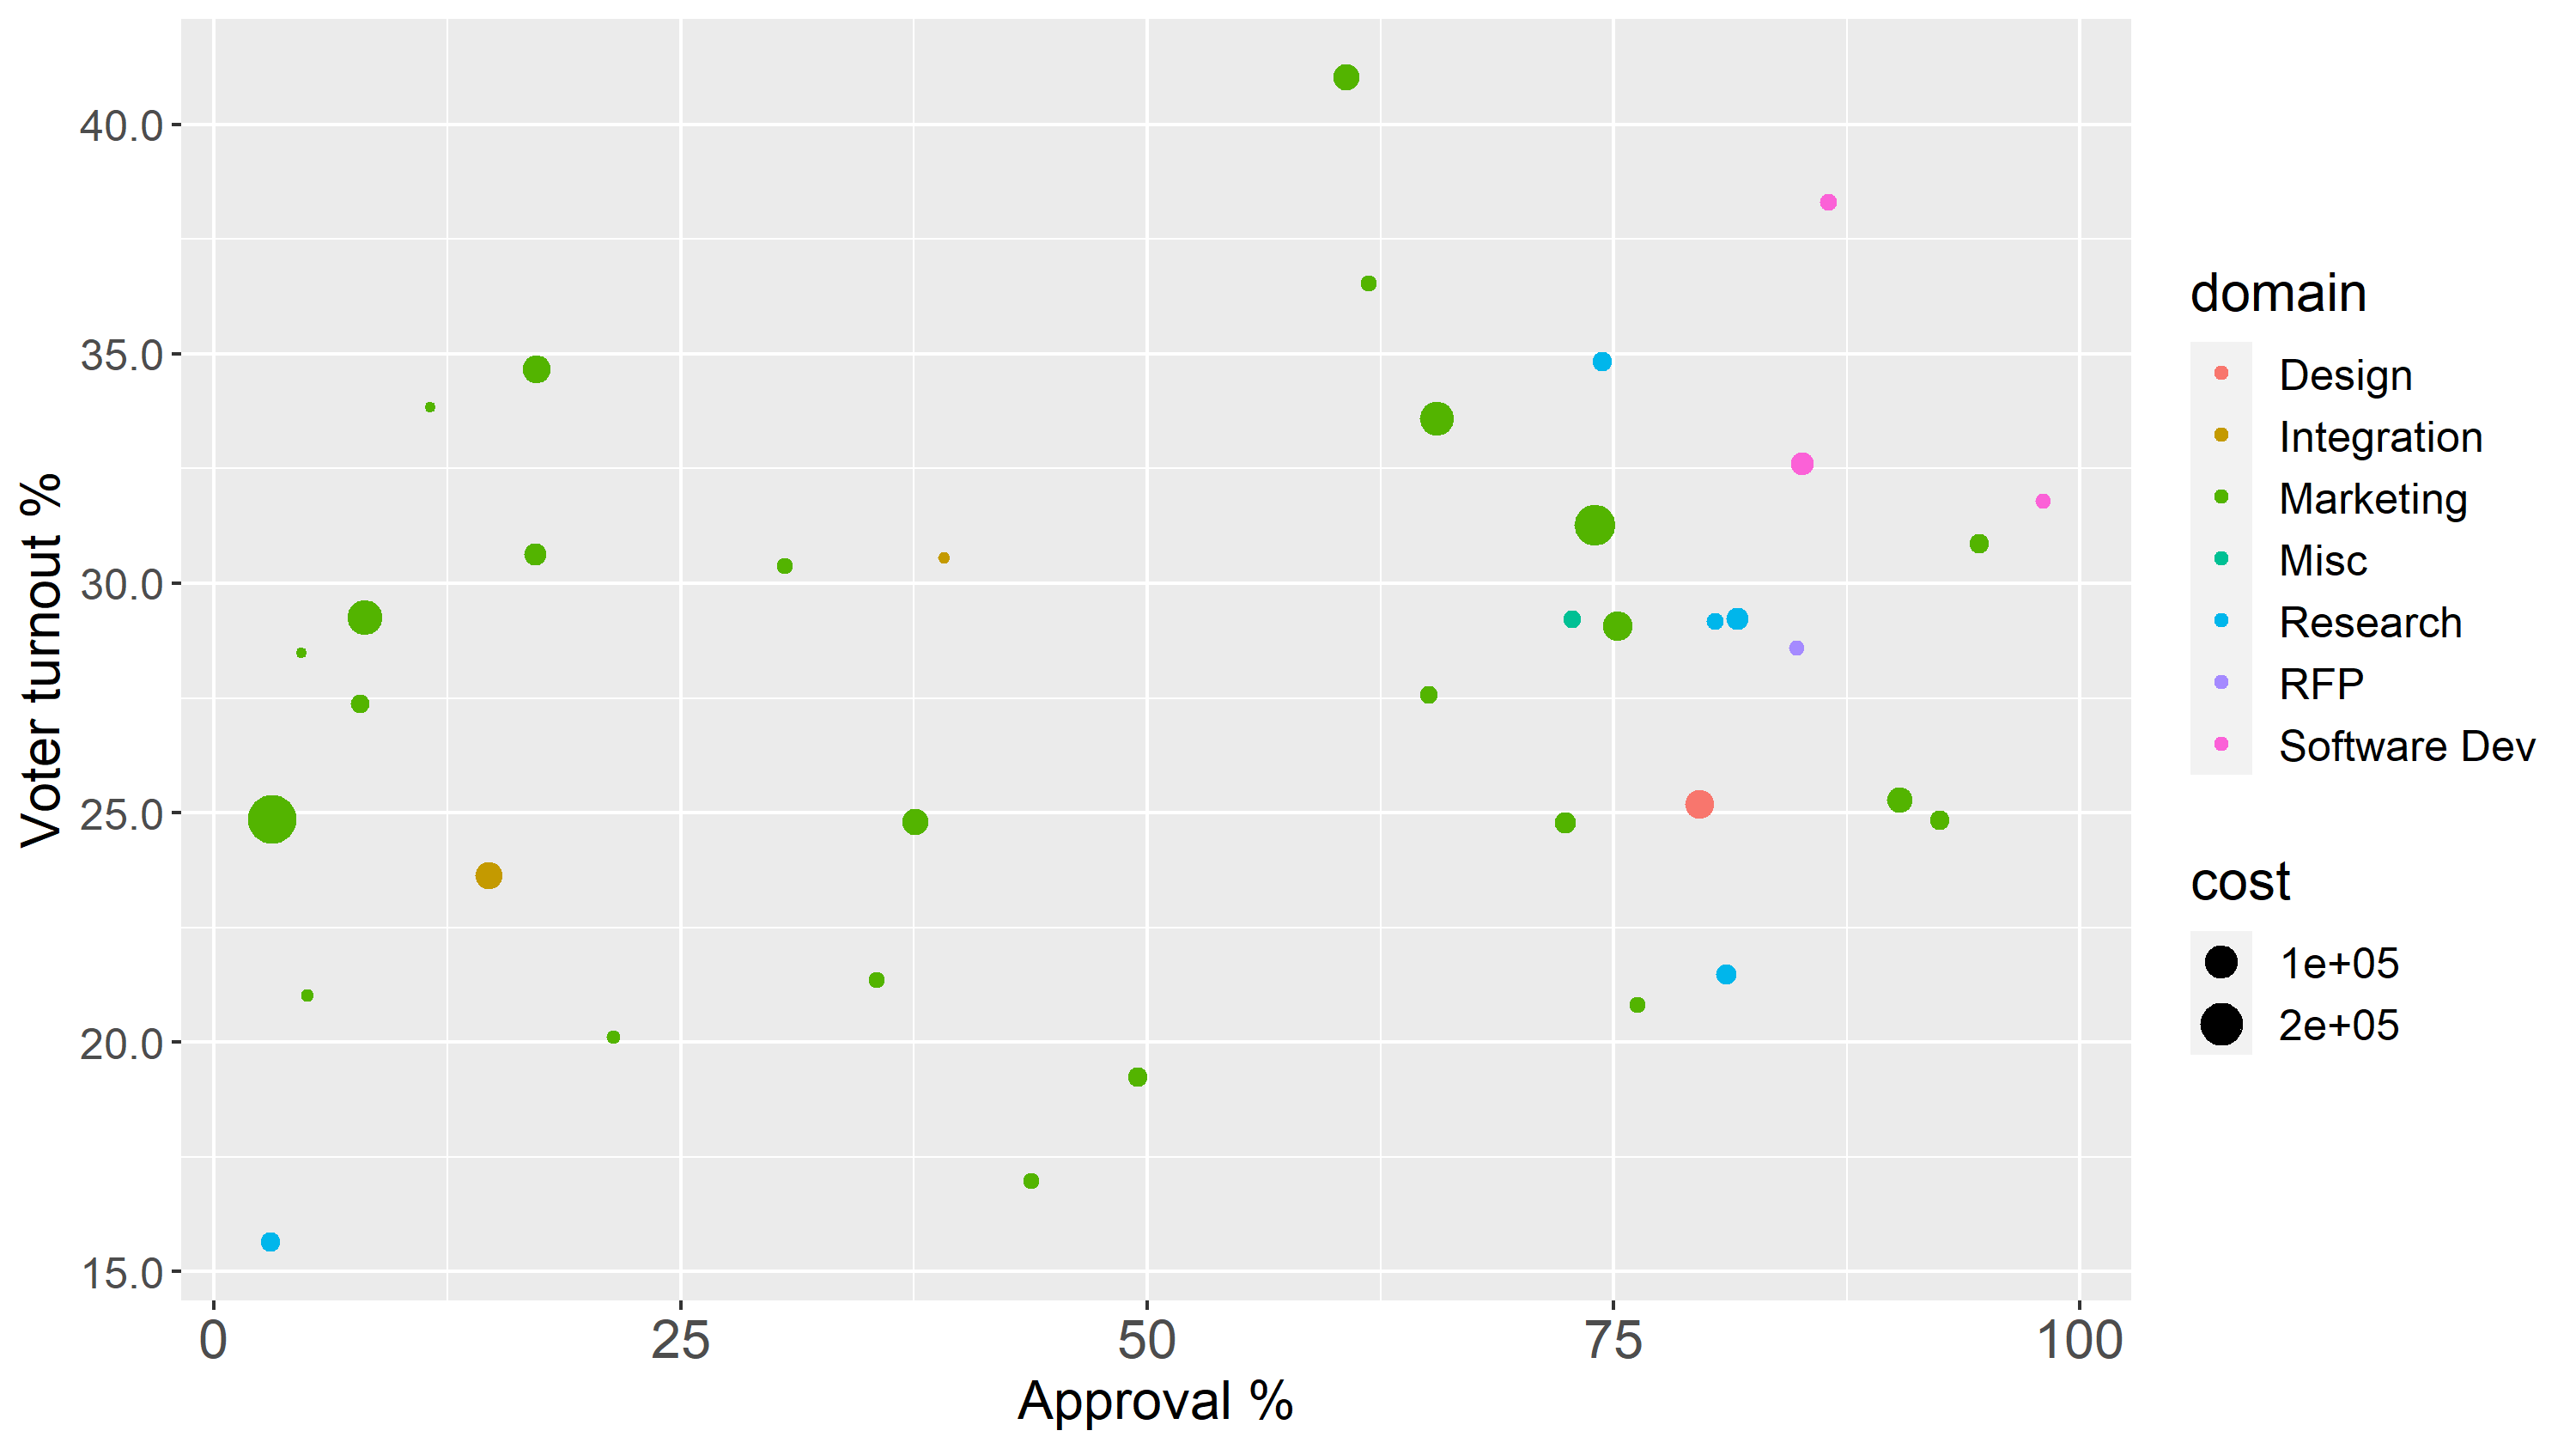 Voter turnout %
40.0
35.0
30.0
25.0
20.0
15.0
0 25 50 75 100
Approval %
domain
Design
Integration
Marketing
Misc
Research
RFP
Software Dev
cost
1e+05
2e+05